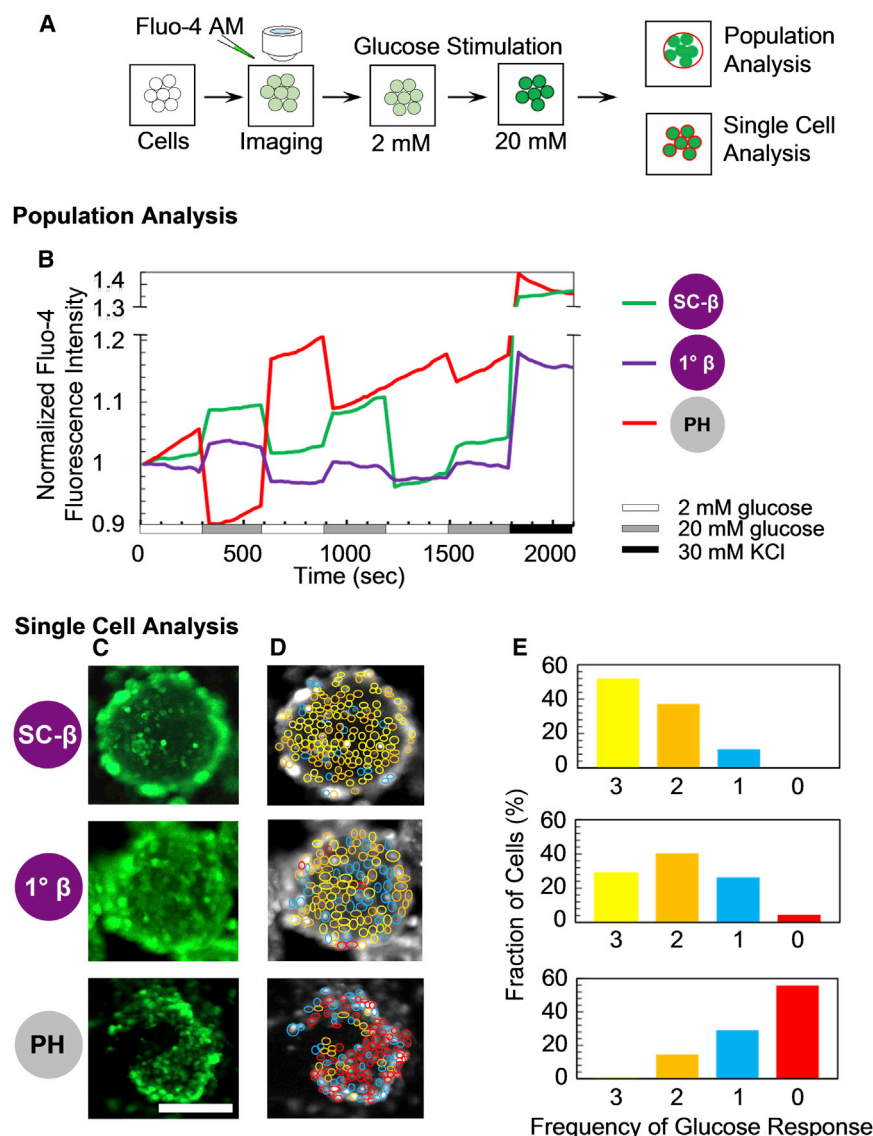 A
Fluo-4 AM
Glucose Stimulation
Cells
Imaging
2 mM
20 mM
Population
Analysis
Single Cell
Analysis
Population Analysis
B
Normalized Fluo-4
Fluorescence Intensity
1.4
1.3
1.2
1.1
1
0.9
0
500
1000
1500
2000
Time (sec)
SC-β
1° β
PH
2 mM glucose
20 mM glucose
30 mM KCl
Single Cell Analysis
C
D
E
SC-β
1° β
PH
Fraction of Cells (%)
60
40
20
0
3 2 1 0
60
40
20
0
3 2 1 0
60
40
20
0
3 2 1 0
Frequency of Glucose Response